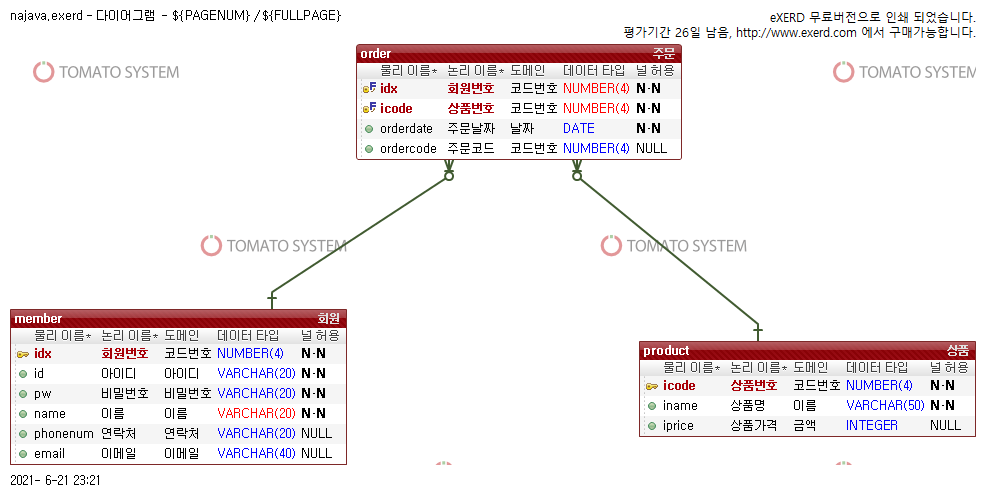 najava,exerd - 다이어그램 - ${PAGENUM} /${FULLPAGE}
eXERD 무료버전으로 인쇄 되었습니다.
평가기간 26일 남음, http://www.exerd.com 에서 구매가능합니다.
order 주문
물리 이름* 논리 이름* 도메인 데이터 타입 널 허용
idx 회원번호 코드번호 NUMBER(4) N-N
icode 상품번호 코드번호 NUMBER(4) N-N
orderdate 주문날짜 날짜 DATE N-N
ordercode 주문코드 코드번호 NUMBER(4) NULL
TOMATO SYSTEM
TOMATO SYSTEM
TOMATO SYSTEM
TOMATO SYSTEM
member 회원
물리 이름* 논리 이름* 도메인 데이터 타입 널 허용
idx 회원번호 코드번호 NUMBER(4) N-N
id 아이디 아이디 VARCHAR(20) N-N
pw 비밀번호 비밀번호 VARCHAR(20) N-N
name 이름 이름 VARCHAR(20) N-N
phonenum 연락처 연락처 VARCHAR(20) NULL
email 이메일 이메일 VARCHAR(40) NULL
product 상품
물리 이름* 논리 이름* 도메인 데이터 타입 널 허용
icode 상품번호 코드번호 NUMBER(4) N-N
iname 상품명 이름 VARCHAR(50) N-N
iprice 상품가격 금액 INTEGER NULL
2021- 6-21 23:21